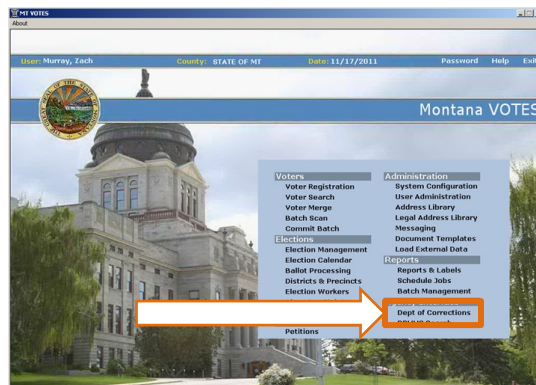 MT VOTES
About
User: Murray, Zach County: STATE OF MT Date: 11/17/2011 Password Help Exit
Montana VOTES
Voters
Voter Registration
Voter Search
Voter Merge
Batch Scan
Commit Batch
Elections
Election Management
Election Calendar
Ballot Processing
Districts & Precincts
Election Workers
Petitions
Administration
System Configuration
User Administration
Address Library
Legal Address Library
Messaging
Document Templates
Load External Data
Reports
Reports & Labels
Schedule Jobs
Batch Management
Dept of Corrections